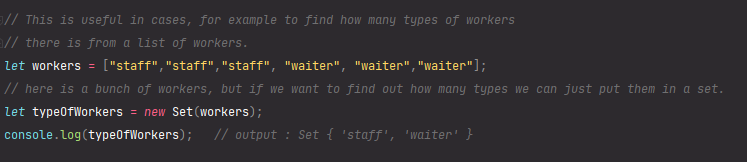 // This is useful in cases, for example to find how many types of workers
// there is from a list of workers.
let workers = ["staff","staff","staff", "waiter", "waiter","waiter"];
// here is a bunch of workers, but if we want to find out how many types we can just put them in a set.
let typeOfWorkers = new Set(workers);
console.log(typeOfWorkers);   // output : Set { 'staff', 'waiter' }